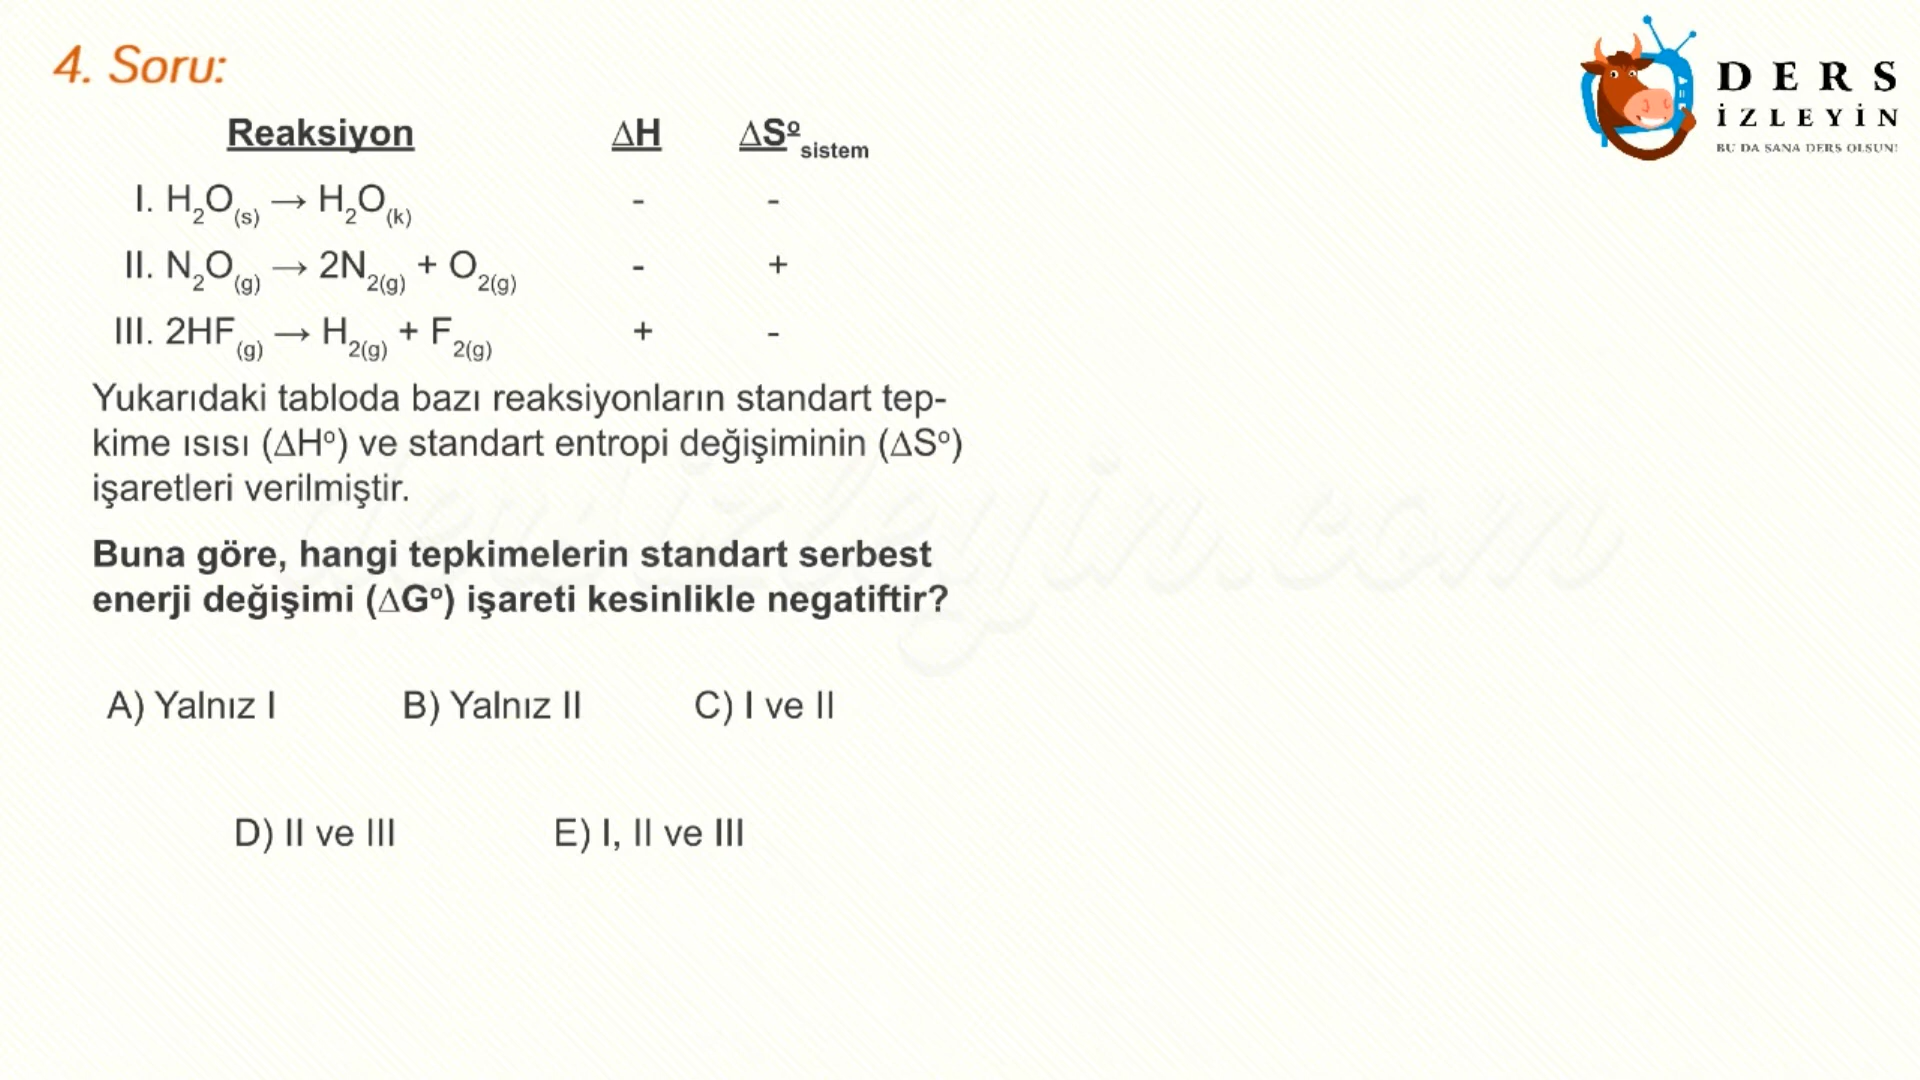 4. Soru:
DERS
İZLEYİN
BU DA SANA DERS OLSUN!
Reaksiyon ΔH ΔSº sistem
I. H₂O(s) → H₂O(k) - -
II. N₂O(g) → 2N₂(g) + O₂(g) - +
III. 2HF(g) → H₂(g) + F₂(g) + -
Yukarıdaki tabloda bazı reaksiyonların standart tep-
kime ısısı (ΔHº) ve standart entropi değişiminin (ΔSº)
işaretleri verilmiştir.
Buna göre, hangi tepkimelerin standart serbest
enerji değişimi (ΔGº) işareti kesinlikle negatiftir?
A) Yalnız I B) Yalnız II C) I ve II
D) II ve III E) I, II ve III
dersizleyin.com